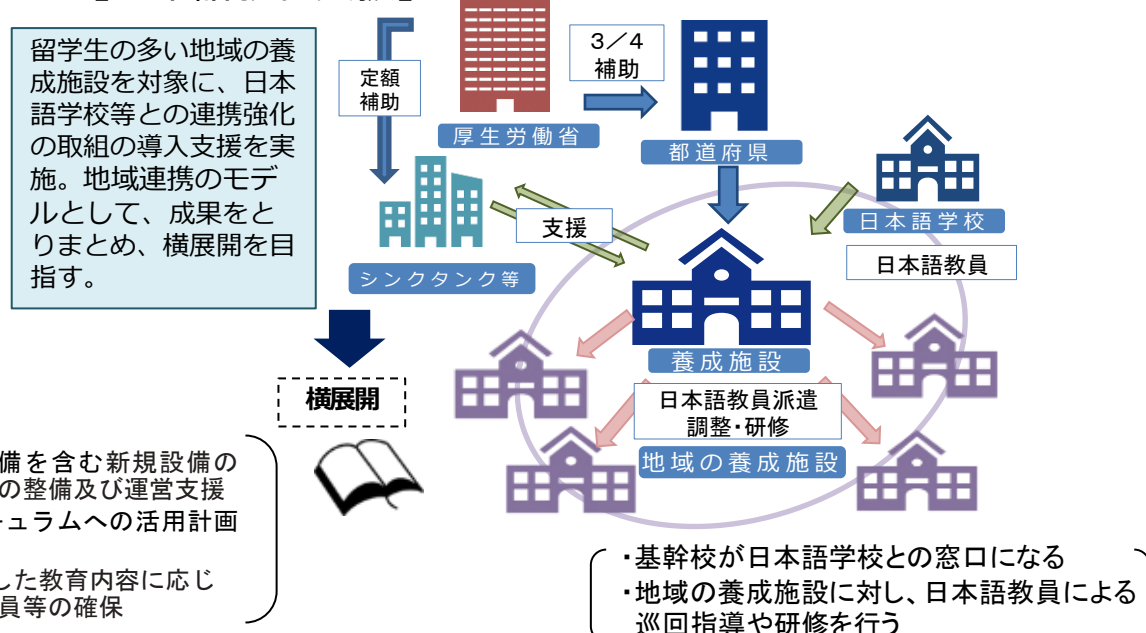 留学生の多い地域の養
成施設を対象に、日本
語学校等との連携強化
の取組の導入支援を実
施。地域連携のモデ
ルとして、成果をと
りまとめ、横展開を目
指す。
定額
補助
3/4
補助
厚生労働省
都道府県
日本語学校
日本語教員
支援
シンクタンク等
養成施設
日本語教員派遣
調整・研修
地域の養成施設
横展開
備を含む新規設備の
の整備及び運営支援
ュラムへの活用計画
した教育内容に応じ
員等の確保
・基幹校が日本語学校との窓口になる
・地域の養成施設に対し、日本語教員による
巡回指導や研修を行う